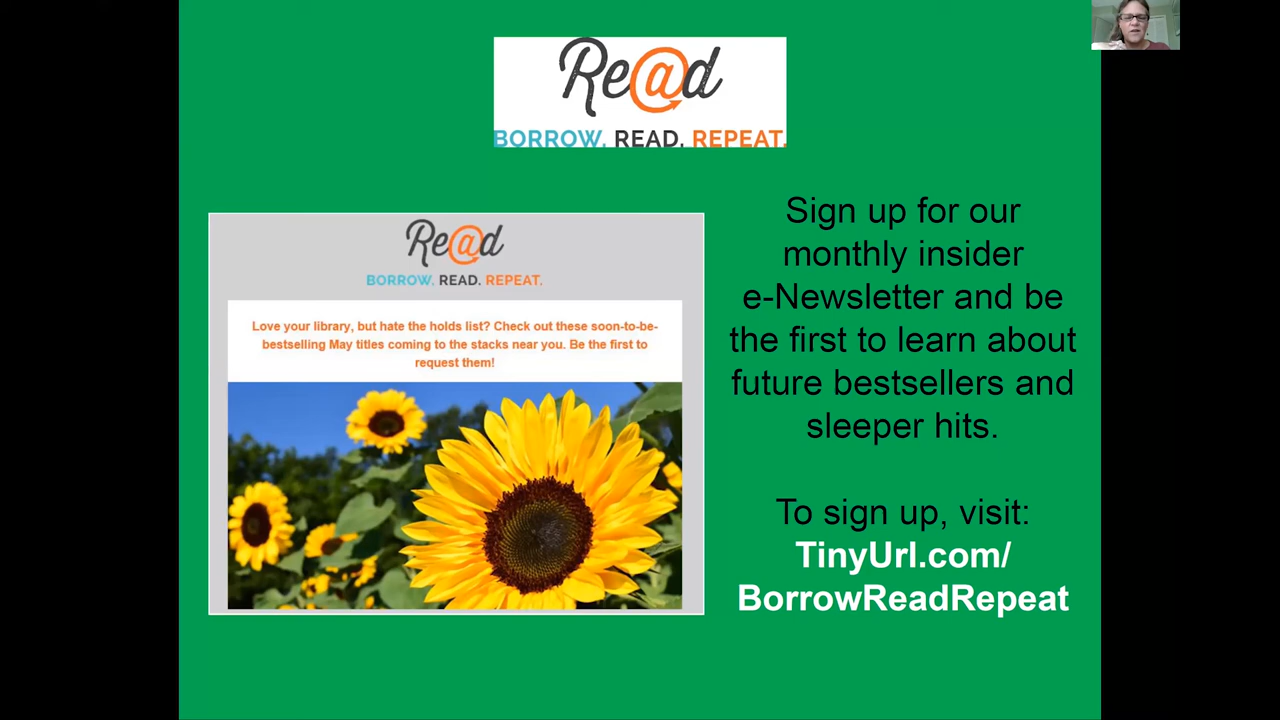 Re@d
BORROW. READ. REPEAT.
Re@d
BORROW. READ. REPEAT.
Love your library, but hate the holds list? Check out these soon-to-be-
bestselling May titles coming to the stacks near you. Be the first to
request them!
Sign up for our
monthly insider
e-Newsletter and be
the first to learn about
future bestsellers and
sleeper hits.
To sign up, visit:
TinyUrl.com/
BorrowReadRepeat